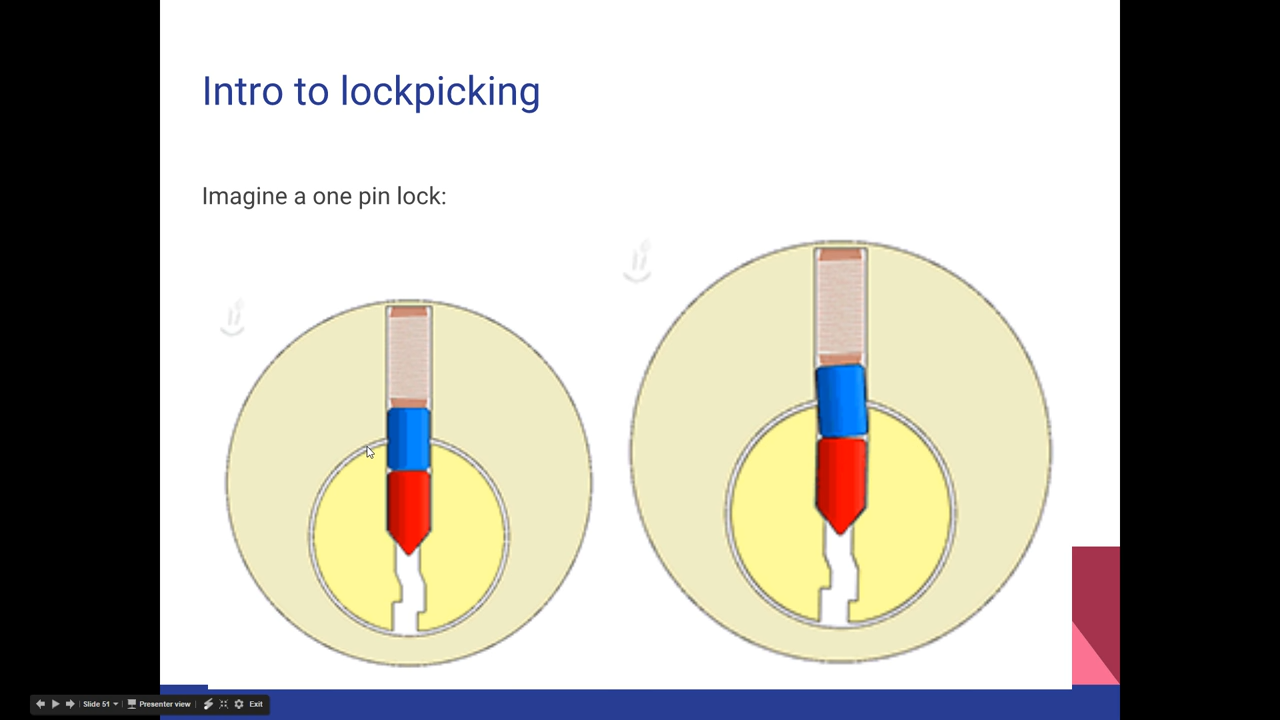 Intro to lockpicking
Imagine a one pin lock:
Slide 51
Presenter view
Exit